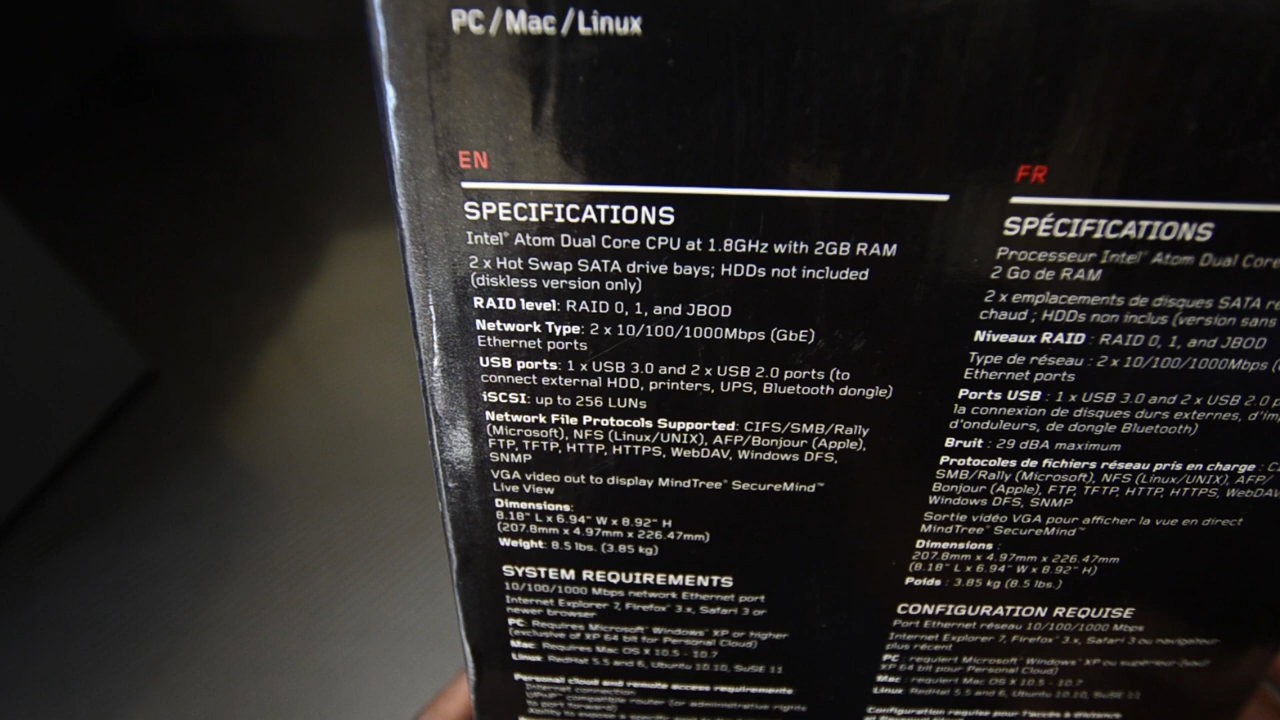 PC/Mac/Linux
EN
SPECIFICATIONS
Intel® Atom Dual Core CPU at 1.8GHz with 2GB RAM
2 x Hot Swap SATA drive bays; HDDs not included
(diskless version only)
RAID level: RAID 0, 1, and JBOD
Network Type: 2 x 10/100/1000Mbps (GbE)
Ethernet ports
USB ports: 1 x USB 3.0 and 2 x USB 2.0 ports (to
connect external HDD, printers, UPS, Bluetooth dongle)
iSCSI: up to 256 LUNs
Network File Protocols Supported: CIFS/SMB/Rally
(Microsoft), NFS (Linux/UNIX), AFP/Bonjour (Apple),
FTP, TFTP, HTTP, HTTPS, WebDAV, Windows DFS,
SNMP
VGA video out to display MindTree® SecureMind™
Live View
Dimensions:
8.18" L x 6.94" W x 8.92" H
(207.8mm x 4.97mm x 226.47mm)
Weight: 8.5 lbs. (3.85 kg)
SYSTEM REQUIREMENTS
10/100/1000 Mbps network Ethernet port
Internet Explorer 7, Firefox® 3.x, Safari 3 or
newer browser
PC: Requires Microsoft® Windows® XP or higher
(exclusive of XP 64 bit for Personal Cloud)
Mac: Requires Mac OS X 10.5 - 10.7
Linux: RedHat 5.5 and 6, Ubuntu 10.10, SuSE 11
Personal cloud and remote access requirements
Internet connection
UPnP® compatible router (or administrative rights
to port forward)
FR
SPÉCIFICATIONS
Processeur Intel® Atom Dual Core
2 Go de RAM
2 x emplacements de disques SATA
chaud ; HDDs non inclus (version sans
Niveaux RAID : RAID 0, 1, and JBOD
Type de réseau : 2 x 10/100/1000Mbps
Ethernet ports
Ports USB : 1 x USB 3.0 and 2 x USB 2.0
la connexion de disques durs externes,
d'onduleurs, de dongle Bluetooth)
Bruit : 29 dBA maximum
Protocoles de fichiers réseau pris en charge :
SMB/Rally (Microsoft), NFS (Linux/UNIX), AFP/
Bonjour (Apple), FTP, TFTP, HTTP, HTTPS, WebDAV
Windows DFS, SNMP
Sortie vidéo VGA pour afficher la vue en direct
MindTree® SecureMind™
Dimensions :
207.8mm x 4.97mm x 226.47mm
(8.18" L x 6.94" W x 8.92" H)
Poids : 3.85 kg (8.5 lbs.)
CONFIGURATION REQUISE
Port Ethernet réseau 10/100/1000 Mbps
Internet Explorer 7, Firefox® 3.x, Safari 3 ou navigateur
plus récent
PC : requiert Microsoft® Windows® XP ou supérieur (sauf
XP 64 bit pour Personal Cloud)
Mac : requiert Mac OS X 10.5 - 10.7
Linux : RedHat 5.5 and 6, Ubuntu 10.10, SuSE 11